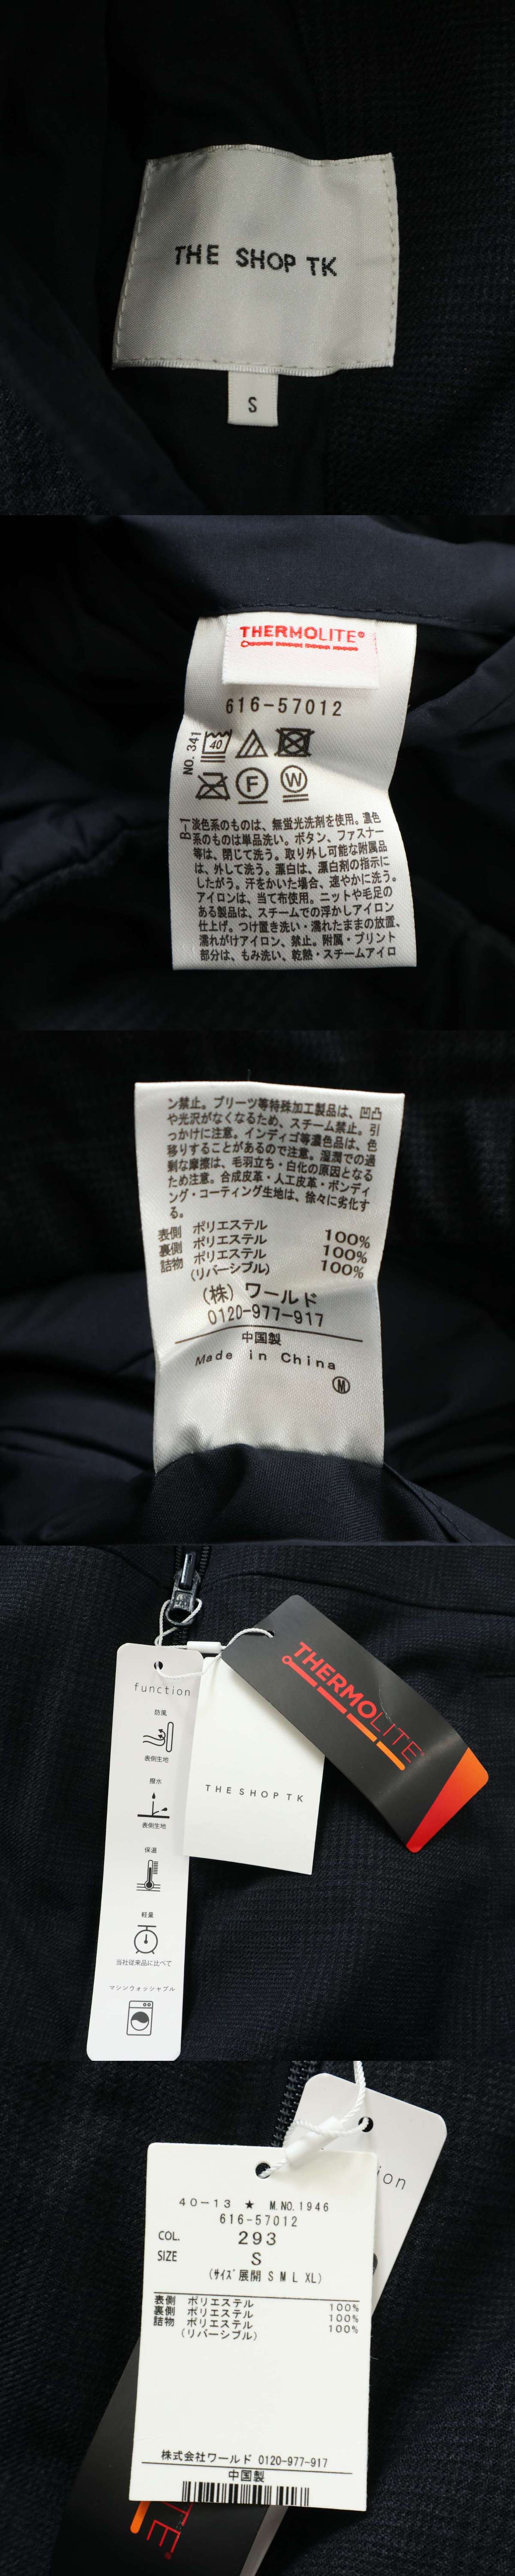 THE SHOP TK
S
THERMOLITE®
616-57012
NO. 341
40
F
W
B-1
淡色系のものは、無蛍光洗剤を使用。濃色
系のものは単品洗い。ボタン、ファスナー
等は、閉じて洗う。取り外し可能な附属品
は、外して洗う。漂白は、漂白剤の指示に
したがう。汗をかいた場合、速やかに洗う。
アイロンは、当て布使用。ニットや毛足の
ある製品は、スチームでの浮かしアイロン
仕上げ。つけ置き洗い・濡れたままの放置、
濡れがけアイロン、禁止。附属・プリント
部分は、もみ洗い、乾熱・スチームアイロ
ン禁止。プリーツ等特殊加工製品は、凹凸
や光沢がなくなるため、スチーム禁止。引
っかけに注意。インディゴ等濃色品は、色
移りすることがあるので注意。湿潤での過
剰な摩擦は、毛羽立ち・白化の原因となる
ため注意。合成皮革・人工皮革・ボンディ
ング・コーティング生地は、徐々に劣化す
る。
表側 ポリエステル 100%
裏側 ポリエステル 100%
詰物 ポリエステル 100%
(リバーシブル)
(株) ワールド
0120-977-917
中国製
Made in China
M
function
防風
表側生地
撥水
表側生地
保温
軽量
当社従来品に比べて
マシンウォッシャブル
THE SHOP TK
THERMOLITE
ion
40-13 ★ M.NO.1946
616-57012
COL. 293
SIZE S
(サイズ展開 S M L XL)
表側 ポリエステル 100%
裏側 ポリエステル 100%
詰物 ポリエステル 100%
(リバーシブル)
株式会社ワールド 0120-977-917
中国製
ITE